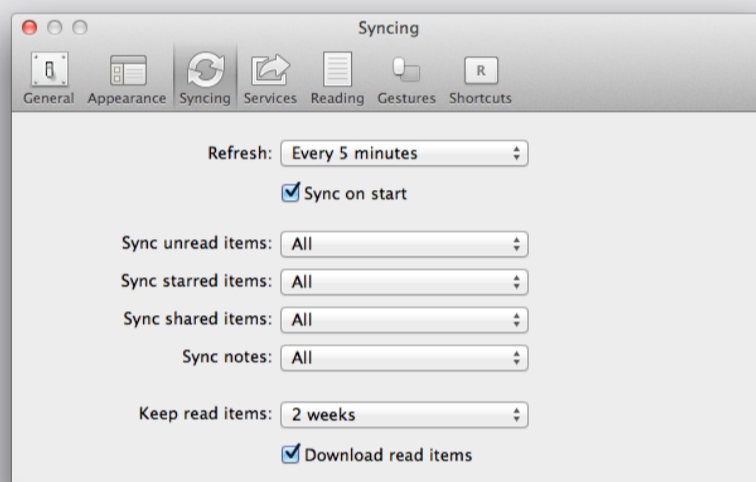 Syncing
General Appearance Syncing Services Reading Gestures R Shortcuts
Refresh: Every 5 minutes
Sync on start
Sync unread items: All
Sync starred items: All
Sync shared items: All
Sync notes: All
Keep read items: 2 weeks
Download read items